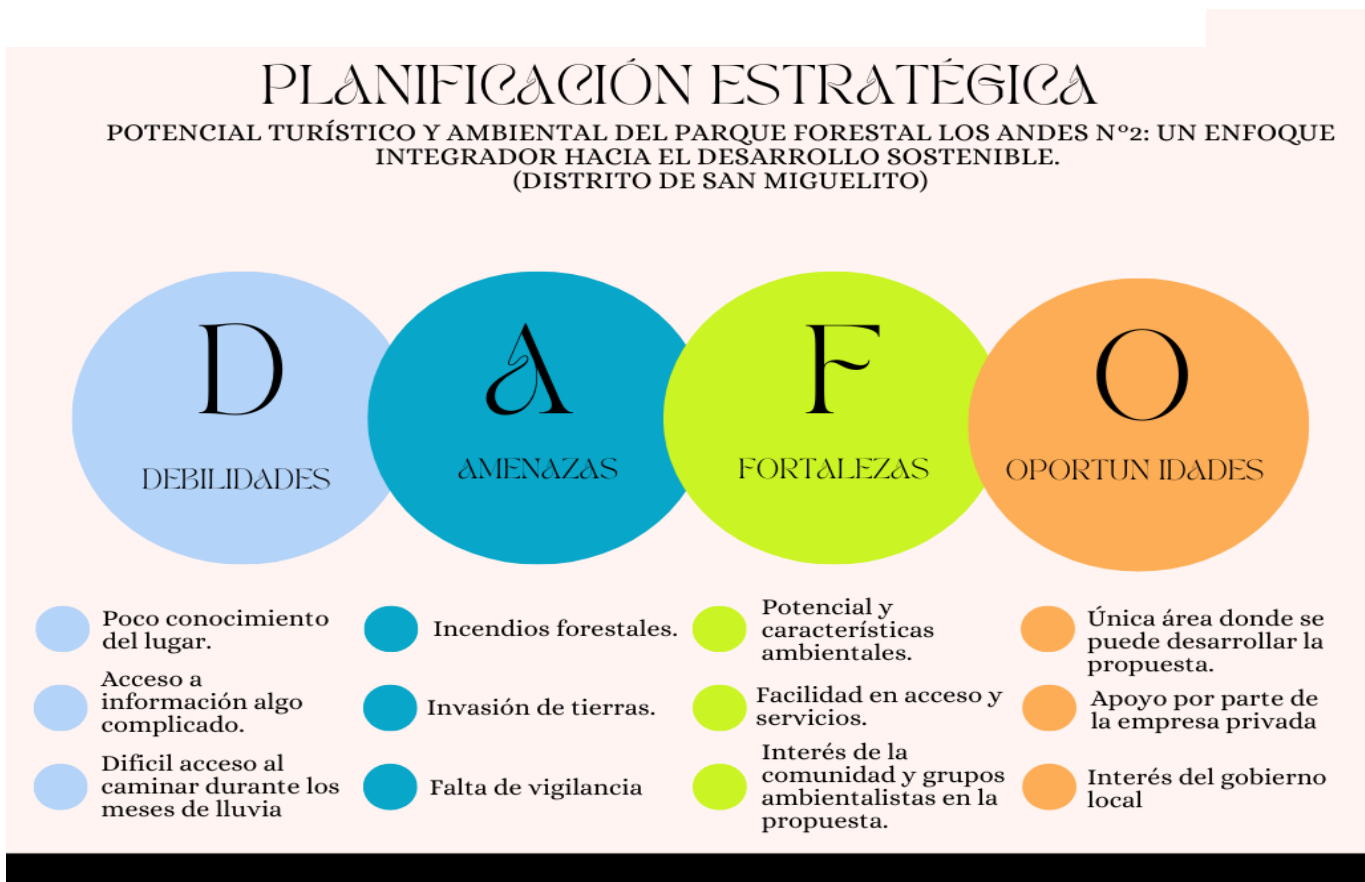 PLANIFICACIÓN ESTRATÉGICA
POTENCIAL TURÍSTICO Y AMBIENTAL DEL PARQUE FORESTAL LOS ANDES Nº2: UN ENFOQUE
INTEGRADOR HACIA EL DESARROLLO SOSTENIBLE.
(DISTRITO DE SAN MIGUELITO)
D
DEBILIDADES
A
AMENAZAS
F
FORTALEZAS
O
OPORTUN IDADES
Poco conocimiento
del lugar.
Acceso a
información algo
complicado.
Dificil acceso al
caminar durante los
meses de lluvia
Incendios forestales.
Invasión de tierras.
Falta de vigilancia
Potencial y
características
ambientales.
Facilidad en acceso y
servicios.
Interés de la
comunidad y grupos
ambientalistas en la
propuesta.
Única área donde se
puede desarrollar la
propuesta.
Apoyo por parte de
la empresa privada
Interés del gobierno
local